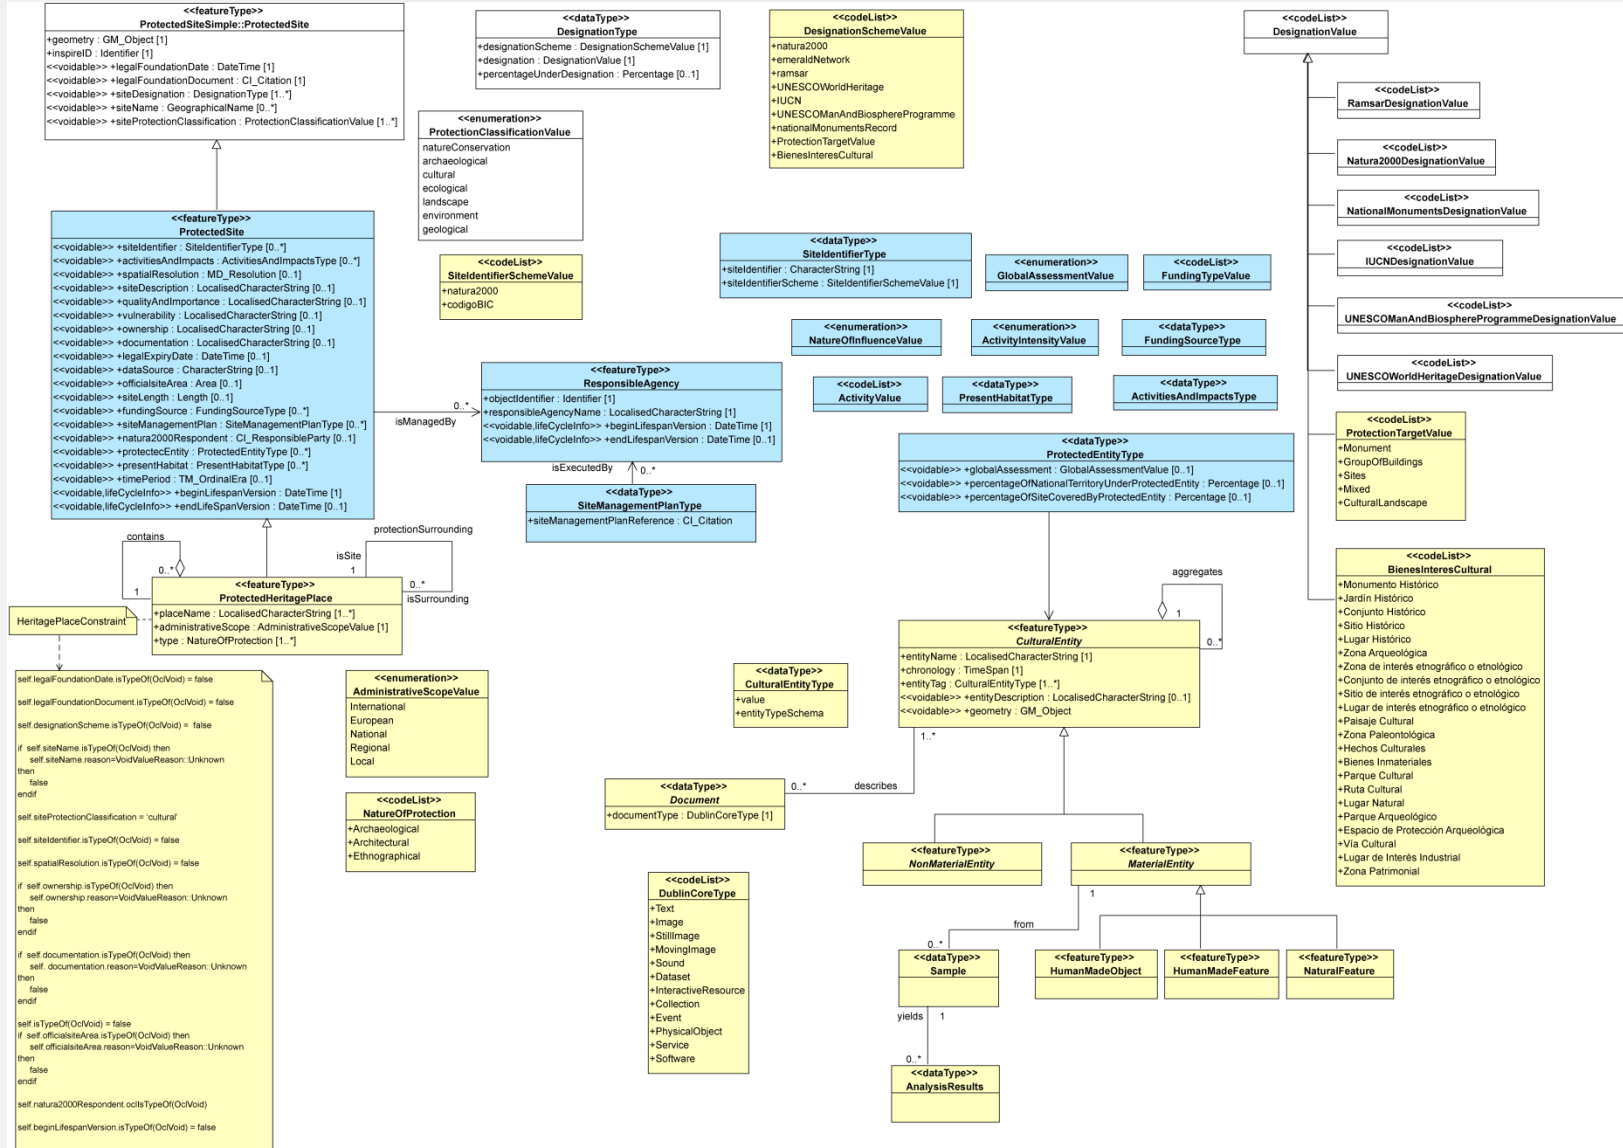 <<featureType>>
ProtectedSiteSimple::ProtectedSite
+geometry : GM_Object [1]
+inspireID : Identifier [1]
<<voidable>> +legalFoundationDate : DateTime [1]
<<voidable>> +legalFoundationDocument : CI_Citation [1]
<<voidable>> +siteDesignation : DesignationType [1..*]
<<voidable>> +siteName : GeographicalName [0..*]
<<voidable>> +siteProtectionClassification : ProtectionClassificationValue [1..*]
<<dataType>>
DesignationType
+designationScheme : DesignationSchemeValue [1]
+designation : DesignationValue [1]
+percentageUnderDesignation : Percentage [0..1]
<<codeList>>
DesignationSchemeValue
+natura2000
+emeraldNetwork
+ramsar
+UNESCOWorldHeritage
+IUCN
+UNESCOManAndBiosphereProgramme
+nationalMonumentsRecord
+ProtectionTargetValue
+BienesInteresCultural
<<codeList>>
DesignationValue
<<codeList>>
RamsarDesignationValue
<<codeList>>
Natura2000DesignationValue
<<codeList>>
NationalMonumentsDesignationValue
<<codeList>>
IUCNDesignationValue
<<codeList>>
UNESCOManAndBiosphereProgrammeDesignationValue
<<codeList>>
UNESCOWorldHeritageDesignationValue
<<enumeration>>
ProtectionClassificationValue
natureConservation
archaeological
cultural
ecological
landscape
environment
geological
<<codeList>>
SiteIdentifierSchemeValue
+natura2000
+codigoBIC
<<featureType>>
ProtectedSite
<<voidable>> +siteIdentifier : SiteIdentifierType [0..*]
<<voidable>> +activitiesAndImpacts : ActivitiesAndImpactsType [0..*]
<<voidable>> +spatialResolution : MD_Resolution [0..1]
<<voidable>> +siteDescription : LocalisedCharacterString [0..1]
<<voidable>> +qualityAndImportance : LocalisedCharacterString [0..1]
<<voidable>> +vulnerability : LocalisedCharacterString [0..1]
<<voidable>> +ownership : LocalisedCharacterString [0..1]
<<voidable>> +documentation : LocalisedCharacterString [0..1]
<<voidable>> +legalExpiryDate : DateTime [0..1]
<<voidable>> +dataSource : CharacterString [0..1]
<<voidable>> +officialsiteArea : Area [0..1]
<<voidable>> +siteLength : Length [0..1]
<<voidable>> +fundingSource : FundingSourceType [0..*]
<<voidable>> +siteManagementPlan : SiteManagementPlanType [0..*]
<<voidable>> +natura2000Respondent : CI_ResponsibleParty [0..1]
<<voidable>> +protectecEntity : ProtectedEntityType [0..*]
<<voidable>> +presentHabitat : PresentHabitatType [0..*]
<<voidable>> +timePeriod : TM_OrdinalEra [0..1]
<<voidable,lifeCycleInfo>> +beginLifespanVersion : DateTime [1]
<<voidable,lifeCycleInfo>> +endLifeSpanVersion : DateTime [0..1]
0..*
isManagedBy
<<featureType>>
ResponsibleAgency
+objectIdentifier : Identifier [1]
+responsibleAgencyName : LocalisedCharacterString [1]
<<voidable,lifeCycleInfo>> +beginLifespanVersion : DateTime [1]
<<voidable,lifeCycleInfo>> +endLifespanVersion : DateTime [0..1]
isExecutedBy
0..*
<<dataType>>
SiteManagementPlanType
+siteManagementPlanReference : CI_Citation
<<dataType>>
SiteIdentifierType
+siteIdentifier : CharacterString [1]
+siteIdentifierScheme : SiteIdentifierSchemeValue [1]
<<enumeration>>
GlobalAssessmentValue
<<codeList>>
FundingTypeValue
<<enumeration>>
NatureOfInfluenceValue
<<enumeration>>
ActivityIntensityValue
<<dataType>>
FundingSourceType
<<codeList>>
ActivityValue
<<dataType>>
PresentHabitatType
<<dataType>>
ActivitiesAndImpactsType
<<dataType>>
ProtectedEntityType
<<voidable>> +globalAssessment : GlobalAssessmentValue [0..1]
<<voidable>> +percentageOfNationalTerritoryUnderProtectedEntity : Percentage [0..1]
<<voidable>> +percentageOfSiteCoveredByProtectedEntity : Percentage [0..1]
<<codeList>>
ProtectionTargetValue
+Monument
+GroupOfBuildings
+Sites
+Mixed
+CulturalLandscape
<<codeList>>
BienesInteresCultural
+Monumento Histórico
+Jardín Histórico
+Conjunto Histórico
+Sitio Histórico
+Lugar Histórico
+Zona Arqueológica
+Zona de interés etnográfico o etnológico
+Conjunto de interés etnográfico o etnológico
+Sitio de interés etnográfico o etnológico
+Lugar de interés etnográfico o etnológico
+Paisaje Cultural
+Zona Paleontológica
+Hechos Culturales
+Bienes Inmateriales
+Parque Cultural
+Ruta Cultural
+Lugar Natural
+Parque Arqueológico
+Espacio de Protección Arqueológica
+Vía Cultural
+Lugar de Interés Industrial
+Zona Patrimonial
contains
0..*
1
protectionSurrounding
isSite
1
0..*
isSurrounding
<<featureType>>
ProtectedHeritagePlace
+placeName : LocalisedCharacterString [1..*]
+administrativeScope : AdministrativeScopeValue [1]
+type : NatureOfProtection [1..*]
HeritagePlaceConstraint
self.legalFoundationDate.isTypeOf(OclVoid) = false
self.legalFoundationDocument.isTypeOf(OclVoid) = false
self.designationScheme.isTypeOf(OclVoid) = false
if self.siteName.isTypeOf(OclVoid) then
self.siteName.reason=VoidValueReason::Unknown
then
false
endif
self.siteProtectionClassification = 'cultural'
self.siteIdentifier.isTypeOf(OclVoid) = false
self.spatialResolution.isTypeOf(OclVoid) = false
if self.ownership.isTypeOf(OclVoid) then
self.ownership.reason=VoidValueReason::Unknown
then
false
endif
if self.documentation.isTypeOf(OclVoid) then
self. documentation.reason=VoidValueReason::Unknown
then
false
endif
self.isTypeOf(OclVoid) = false
if self.officialsiteArea.isTypeOf(OclVoid) then
self.officialsiteArea.reason=VoidValueReason::Unknown
then
false
endif
self.natura2000Respondent.oclIsTypeOf(OclVoid)
self.beginLifespanVersion.isTypeOf(OclVoid) = false
<<enumeration>>
AdministrativeScopeValue
International
European
National
Regional
Local
<<codeList>>
NatureOfProtection
+Archaeological
+Architectural
+Ethnographical
<<dataType>>
CulturalEntityType
+value
+entityTypeSchema
aggregates
1
0..*
<<featureType>>
CulturalEntity
+entityName : LocalisedCharacterString [1]
+chronology : TimeSpan [1]
+entityTag : CulturalEntityType [1..*]
<<voidable>> +entityDescription : LocalisedCharacterString [0..1]
<<voidable>> +geometry : GM_Object
1..*
0..*
describes
<<dataType>>
Document
+documentType : DublinCoreType [1]
<<codeList>>
DublinCoreType
+Text
+Image
+StillImage
+MovingImage
+Sound
+Dataset
+InteractiveResource
+Collection
+Event
+PhysicalObject
+Service
+Software
<<featureType>>
NonMaterialEntity
<<featureType>>
MaterialEntity
1
from
0..*
<<dataType>>
Sample
<<featureType>>
HumanMadeObject
<<featureType>>
HumanMadeFeature
<<featureType>>
NaturalFeature
yields
1
0..*
<<dataType>>
AnalysisResults